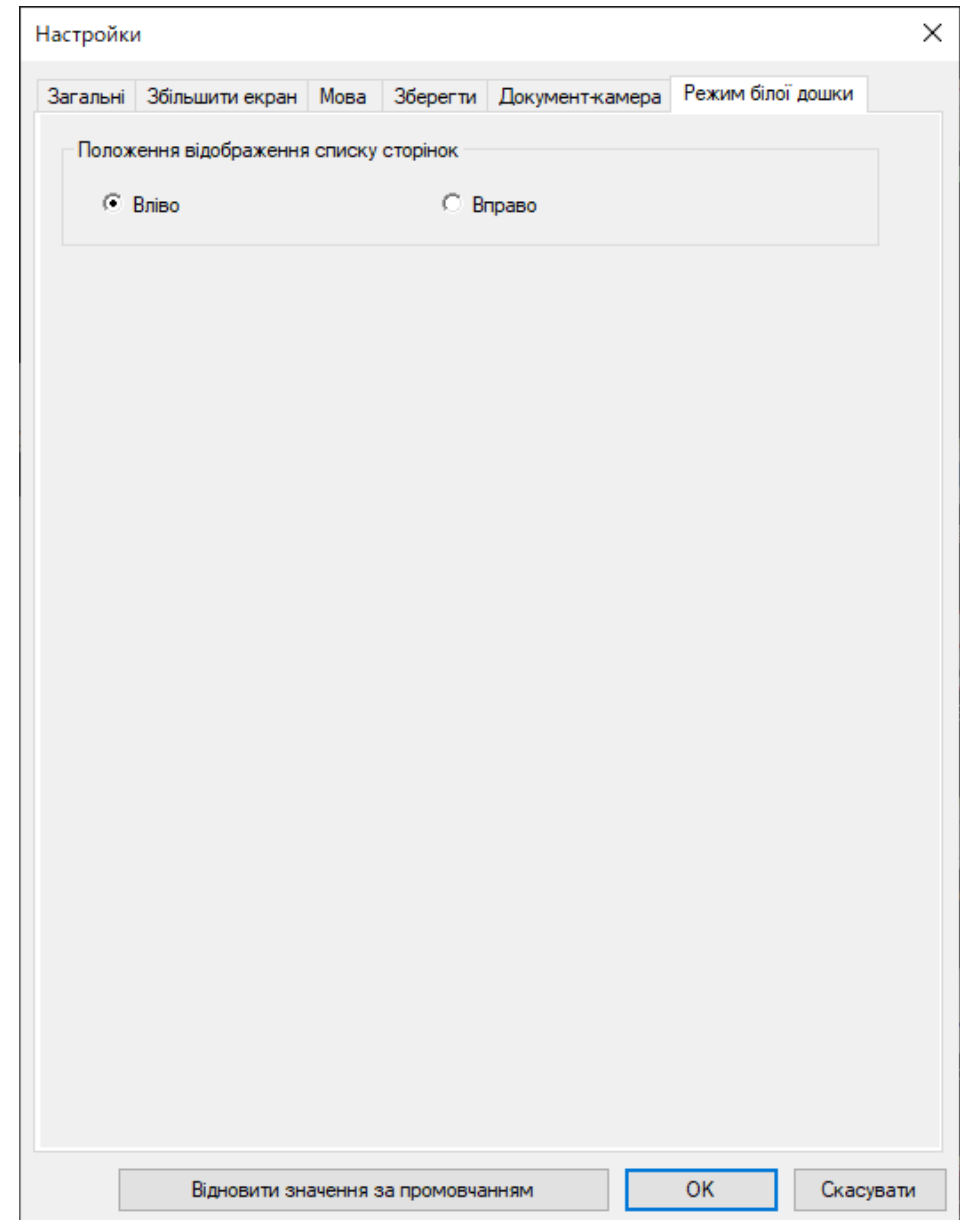 Настройки
Загальні Збільшити екран Мова Зберегти Документ-камера Режим білої дошки
Положення відображення списку сторінок
Вліво Вправо
Відновити значення за промовчанням OK Скасувати